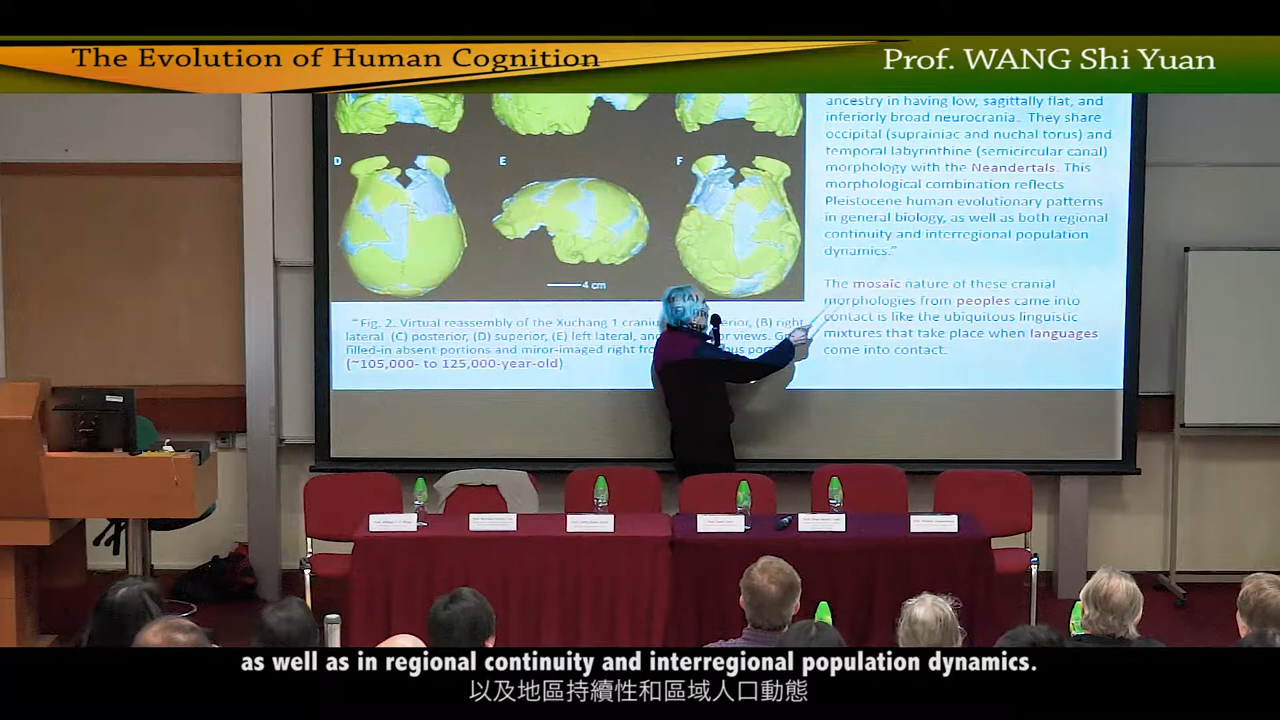 The Evolution of Human Cognition
Prof. WANG Shi Yuan
ancestry in having low, sagittally flat, and
inferiorly broad neurocrania. They share
occipital (suprainiac and nuchal torus) and
temporal labyrinthine (semicircular canal)
morphology with the Neandertals. This
morphological combination reflects
Pleistocene human evolutionary patterns
in general biology, as well as both regional
continuity and interregional population
dynamics."
The mosaic nature of these cranial
morphologies from peoples came into
contact is like the ubiquitous linguistic
mixtures that take place when languages
come into contact.
D
E
F
4 cm
"Fig. 2. Virtual reassembly of the Xuchang 1 (B) right
lateral (C) posterior, (D) superior, (E) left lateral, views.
filled-in absent portions and miror-imaged right
(~105,000- to 125,000-year-old)
as well as in regional continuity and interregional population dynamics.
以及地區持續性和區域人口動態